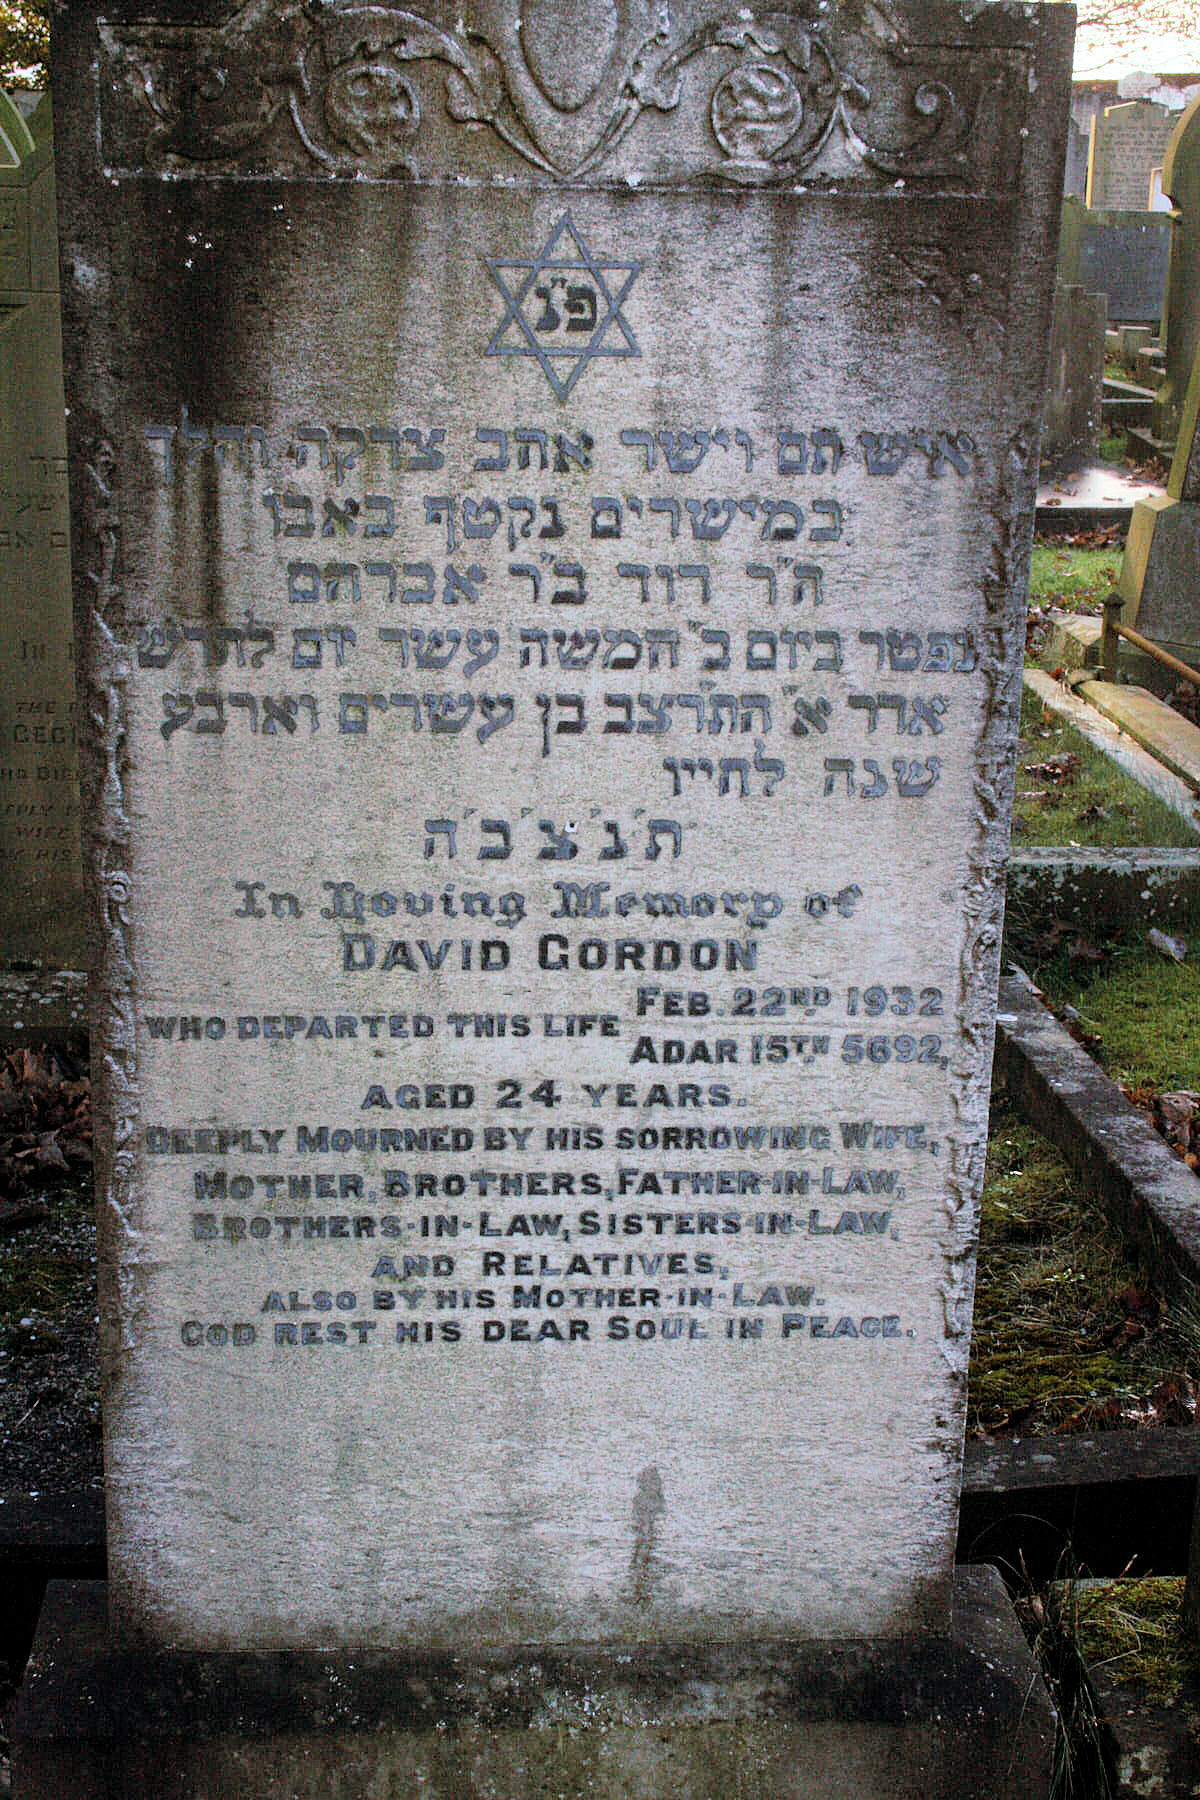 פ״נ
איש תם וישר אהב צדקה והלך
במישרים נקטף באבו
ה״ר דוד ב״ר אברהם
נפטר ביום ב״ חמשה עשר יום לחדש
אדר א״ התרצב בן עשרים וארבע
שנה לחייו
ת׳נ׳צ׳ב׳ה
In Loving Memory of
DAVID GORDON
WHO DEPARTED THIS LIFE FEB. 22ND 1932
ADAR 15TH 5692,
AGED 24 YEARS.
DEEPLY MOURNED BY HIS SORROWING WIFE,
MOTHER, BROTHERS, FATHER-IN-LAW,
BROTHERS-IN-LAW, SISTERS-IN-LAW,
AND RELATIVES,
ALSO BY HIS MOTHER-IN-LAW.
GOD REST HIS DEAR SOUL IN PEACE.